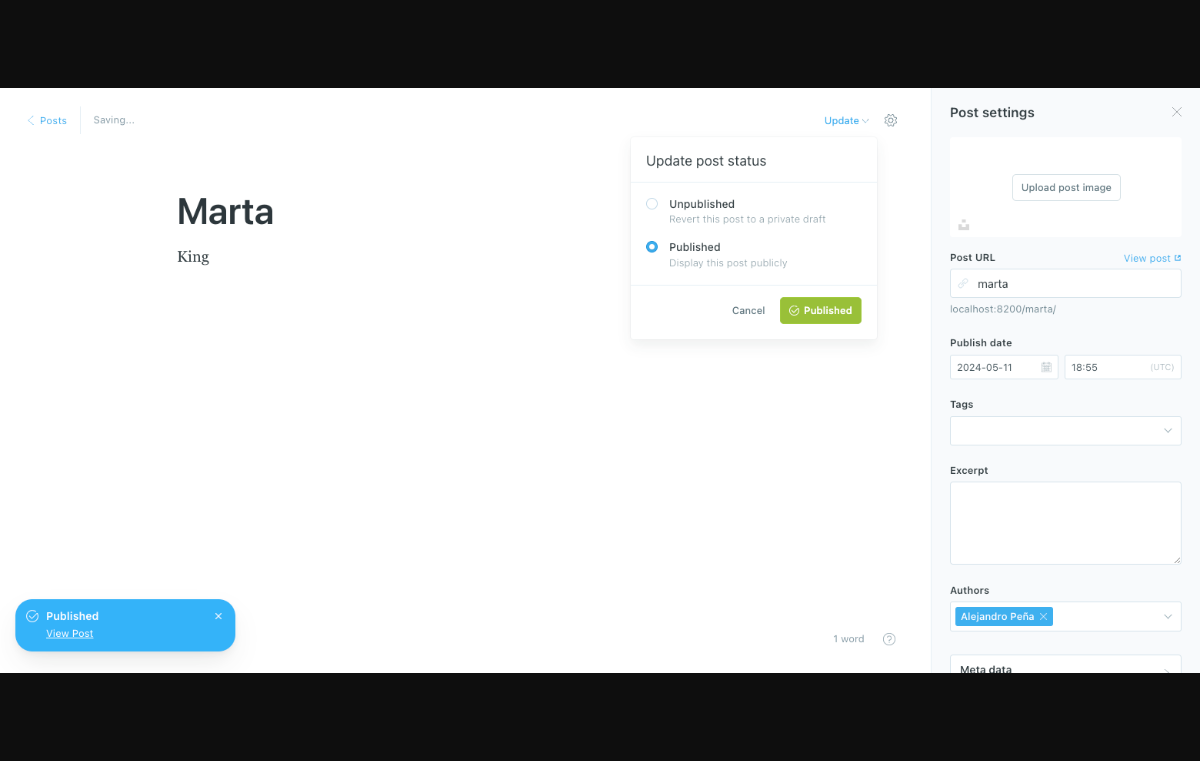 Posts
Saving...
Update
Marta
King
Update post status
Unpublished
Revert this post to a private draft
Published
Display this post publicly
Cancel
Published
Published
View Post
1 word
?
Post settings
Upload post image
Post URL
View post
marta
localhost:8200/marta/
Publish date
2024-05-11
18:55
(UTC)
Tags
Excerpt
Authors
Alejandro Peña
Meta data